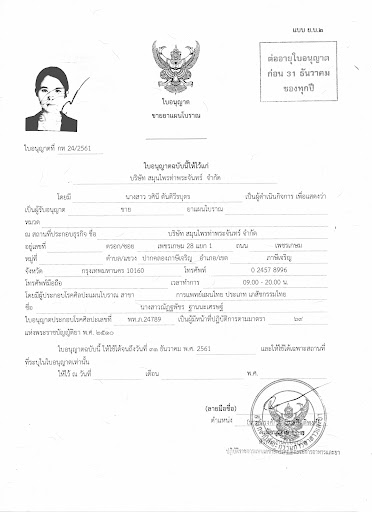 แบบ ย.บ.๒
ต่ออายุใบอนุญาต
ก่อน 31 ธันวาคม
ของทุกปี
ใบอนุญาต
ขายยาแผนโบราณ
ใบอนุญาตที่ กท 24/2561
ใบอนุญาตฉบับนี้ให้ไว้แก่
บริษัท สมุนไพรท่าพระจันทร์ จำกัด
โดยมี นางสาว วศินี ตันติวีรบุตร เป็นผู้ดำเนินกิจการ เพื่อแสดงว่า
เป็นผู้รับอนุญาต ขาย ยาแผนโบราณ
หมวด
ณ สถานที่ประกอบธุรกิจ ชื่อ บริษัท สมุนไพรท่าพระจันทร์ จำกัด
อยู่เลขที่ ตรอก/ซอย เพชรเกษม 28 แยก 1 ถนน เพชรเกษม
หมู่ที่ ตำบล/แขวง ปากคลองภาษีเจริญ อำเภอ/เขต ภาษีเจริญ
จังหวัด กรุงเทพมหานคร 10160 โทรศัพท์ 0 2457 8996
โทรศัพท์มือถือ เวลาทำการ 09.00 - 20.00 น.
โดยมีผู้ประกอบโรคศิลปะแผนโบราณ สาขา การแพทย์แผนไทย ประเภท เภสัชกรรมไทย
ชื่อ นางสาวณัฏฐพัชร ฐานนะเศรษฐ์
ใบอนุญาตประกอบโรคศิลปะเลขที่ พท.ภ.24789 เป็นผู้มีหน้าที่ปฏิบัติการตามมาตรา ๖๙
แห่งพระราชบัญญัติยา พ.ศ. ๒๕๑๐
ใบอนุญาตฉบับนี้ ให้ใช้ได้จนถึงวันที่ ๓๑ ธันวาคม พ.ศ. 2561 และให้ใช้ได้เฉพาะสถานที่
ที่ระบุในใบอนุญาตเท่านั้น
ให้ไว้ ณ วันที่ เดือน พ.ศ.
(ลายมือชื่อ)
ตำแหน่ง